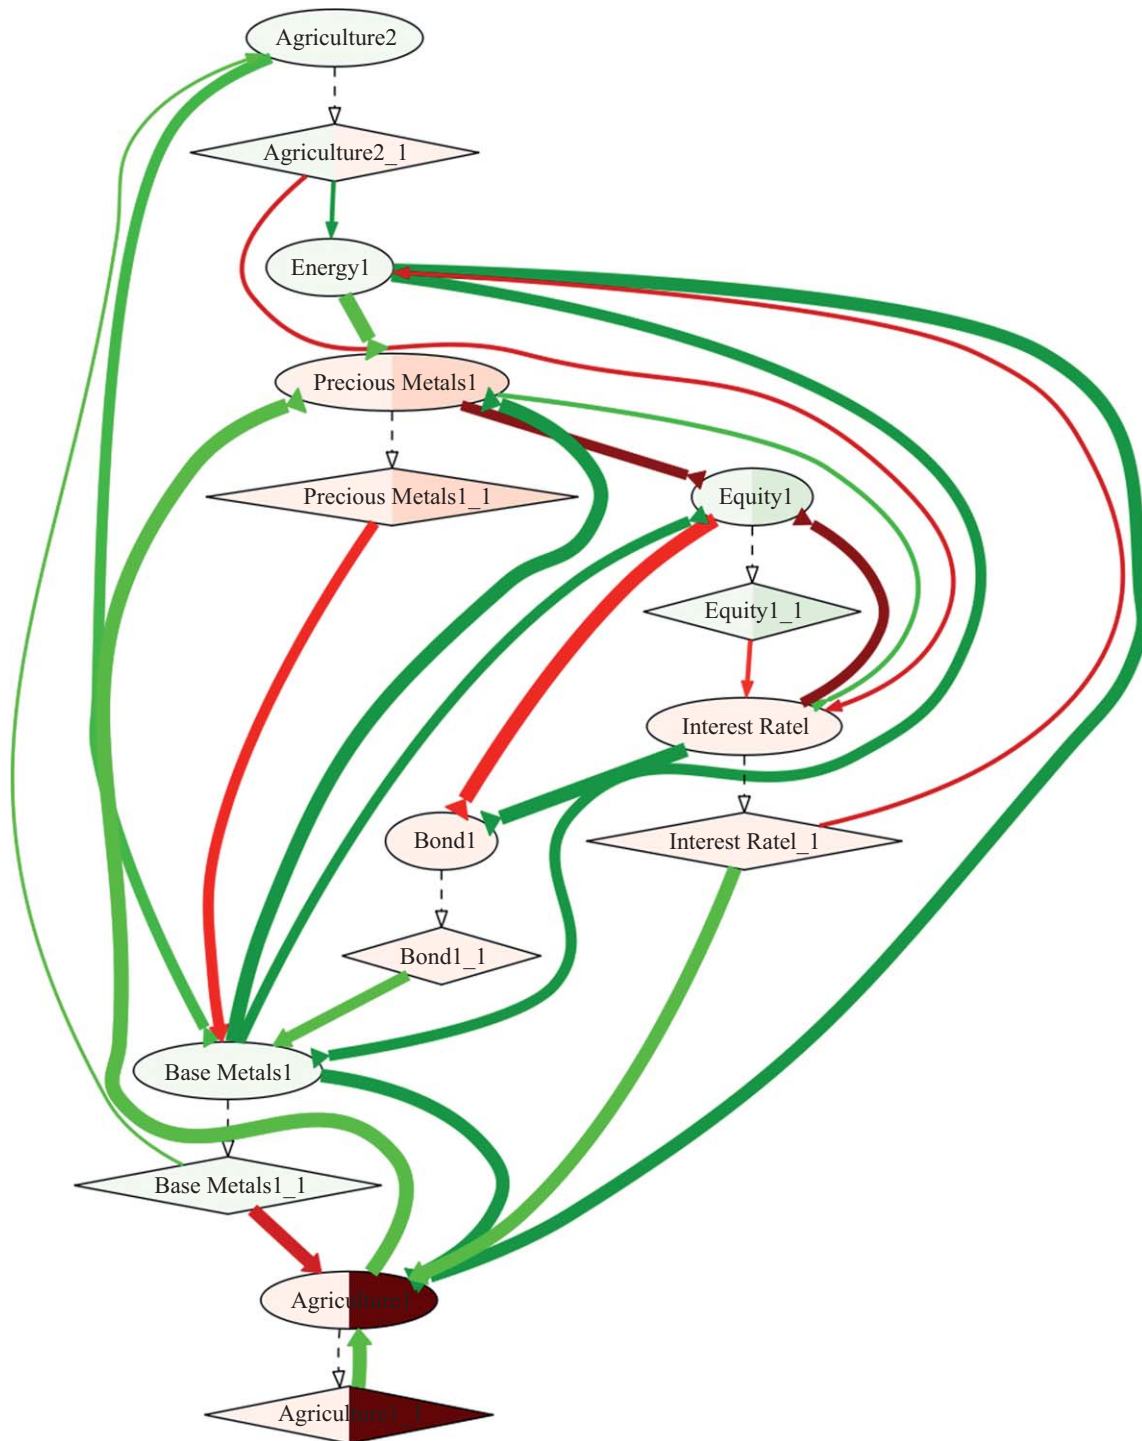 Agriculture2
Agriculture2_1
Energy1
Precious Metals1
Precious Metals1_1
Equity1
Equity1_1
Interest Ratel
Bond1
Interest Ratel_1
Bond1_1
Base Metals1
Base Metals1_1
Agriculture1
Agriculture1_1